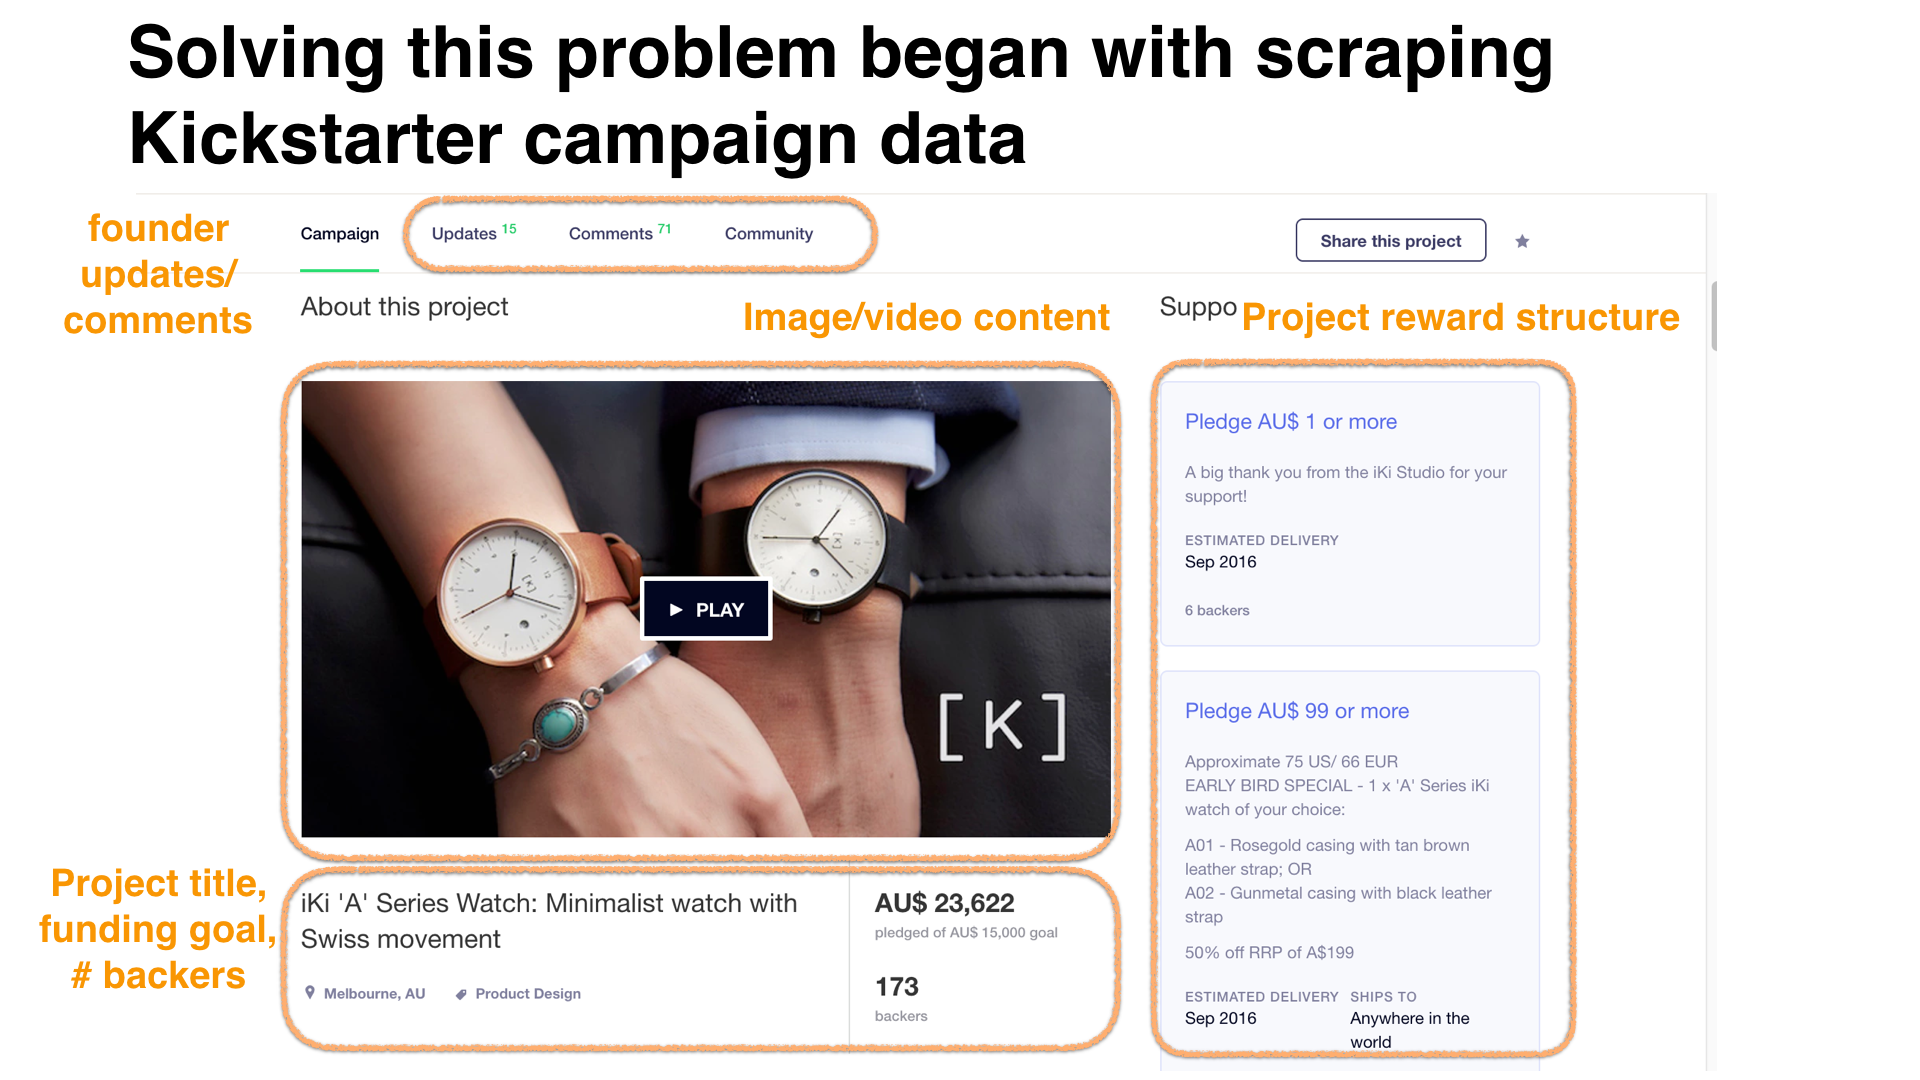 Solving this problem began with scraping
Kickstarter campaign data
founder
updates/
comments
Campaign
Updates 15
Comments 71
Community
Share this project
About this project
Image/video content
Suppo
Project reward structure
PLAY
[K]
Pledge AU$ 1 or more
A big thank you from the iKi Studio for your
support!
ESTIMATED DELIVERY
Sep 2016
6 backers
Pledge AU$ 99 or more
Approximate 75 US/ 66 EUR
EARLY BIRD SPECIAL - 1 x 'A' Series iKi
watch of your choice:
A01 - Rosegold casing with tan brown
leather strap; OR
A02 - Gunmetal casing with black leather
strap
50% off RRP of A$199
ESTIMATED DELIVERY
Sep 2016
SHIPS TO
Anywhere in the
world
Project title,
funding goal,
# backers
iKi 'A' Series Watch: Minimalist watch with
Swiss movement
Melbourne, AU
Product Design
AU$ 23,622
pledged of AU$ 15,000 goal
173
backers